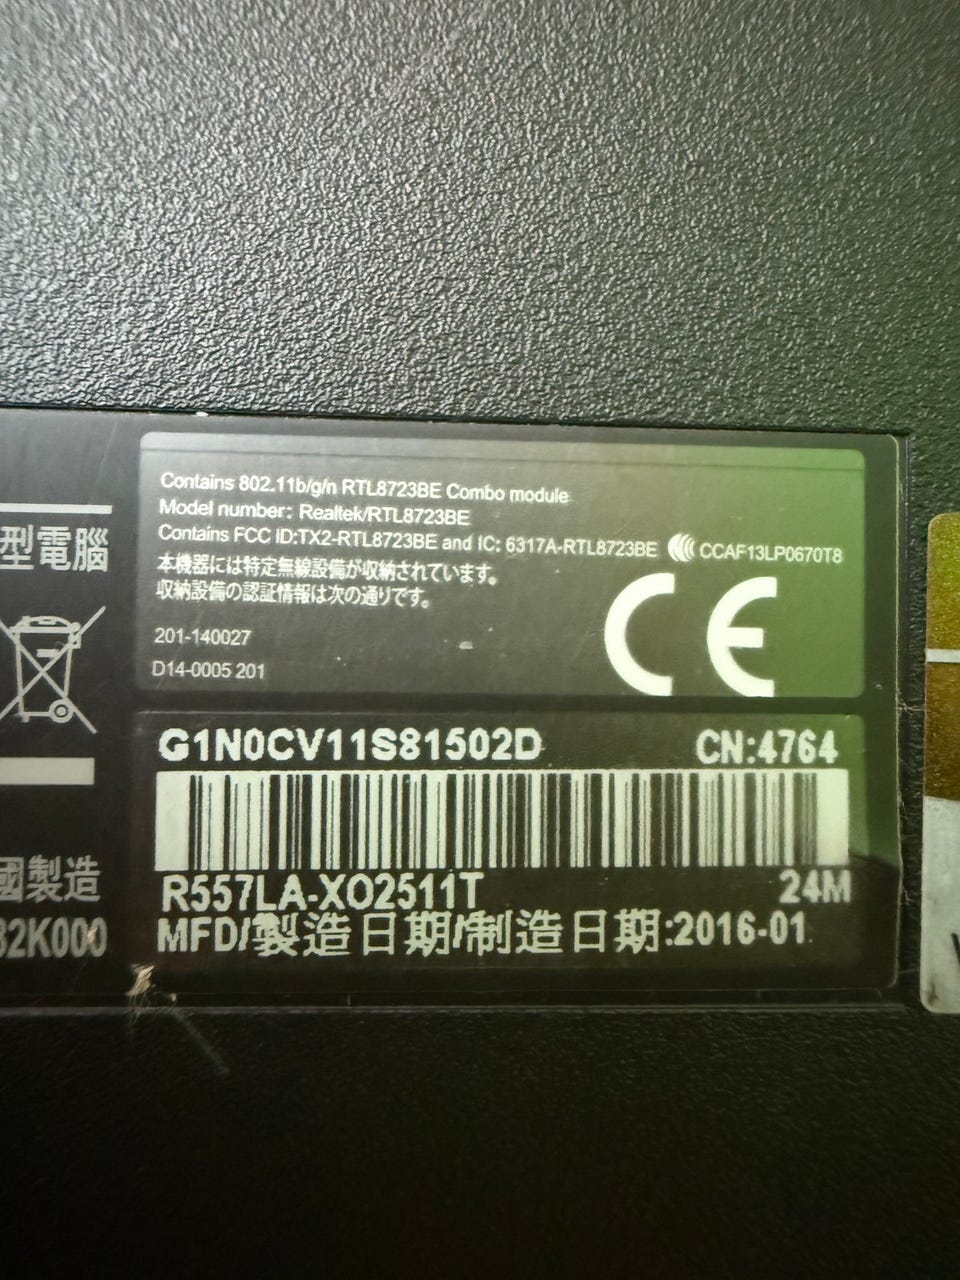 Contains 802.11b/g/n RTL8723BE Combo module
Model number: Realtek/RTL8723BE
Contains FCC ID:TX2-RTL8723BE and IC: 6317A-RTL8723BE CCAF13LP0670T8
本機器には特定無線設備が収納されています。
収納設備の認証情報は次の通りです。
201-140027
D14-0005 201
CE
型電腦
G1N0CV11S81502D CN:4764
國製造
R557LA-XO2511T 24M
32K000
MFD/製造日期/制造日期:2016-01